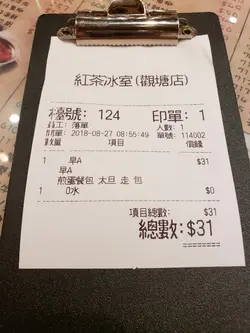 紅茶冰室(觀塘店)
檯號: 124 印單: 1
員工: 落單 人數: 1
開單: 2018-08-27 08:55:49 單號: 114002
數量 項目 價錢
1 早A $31
早A
煎蛋餐包 太旦 走 包
1 0水 $0
項目總數: $31
總數: $31